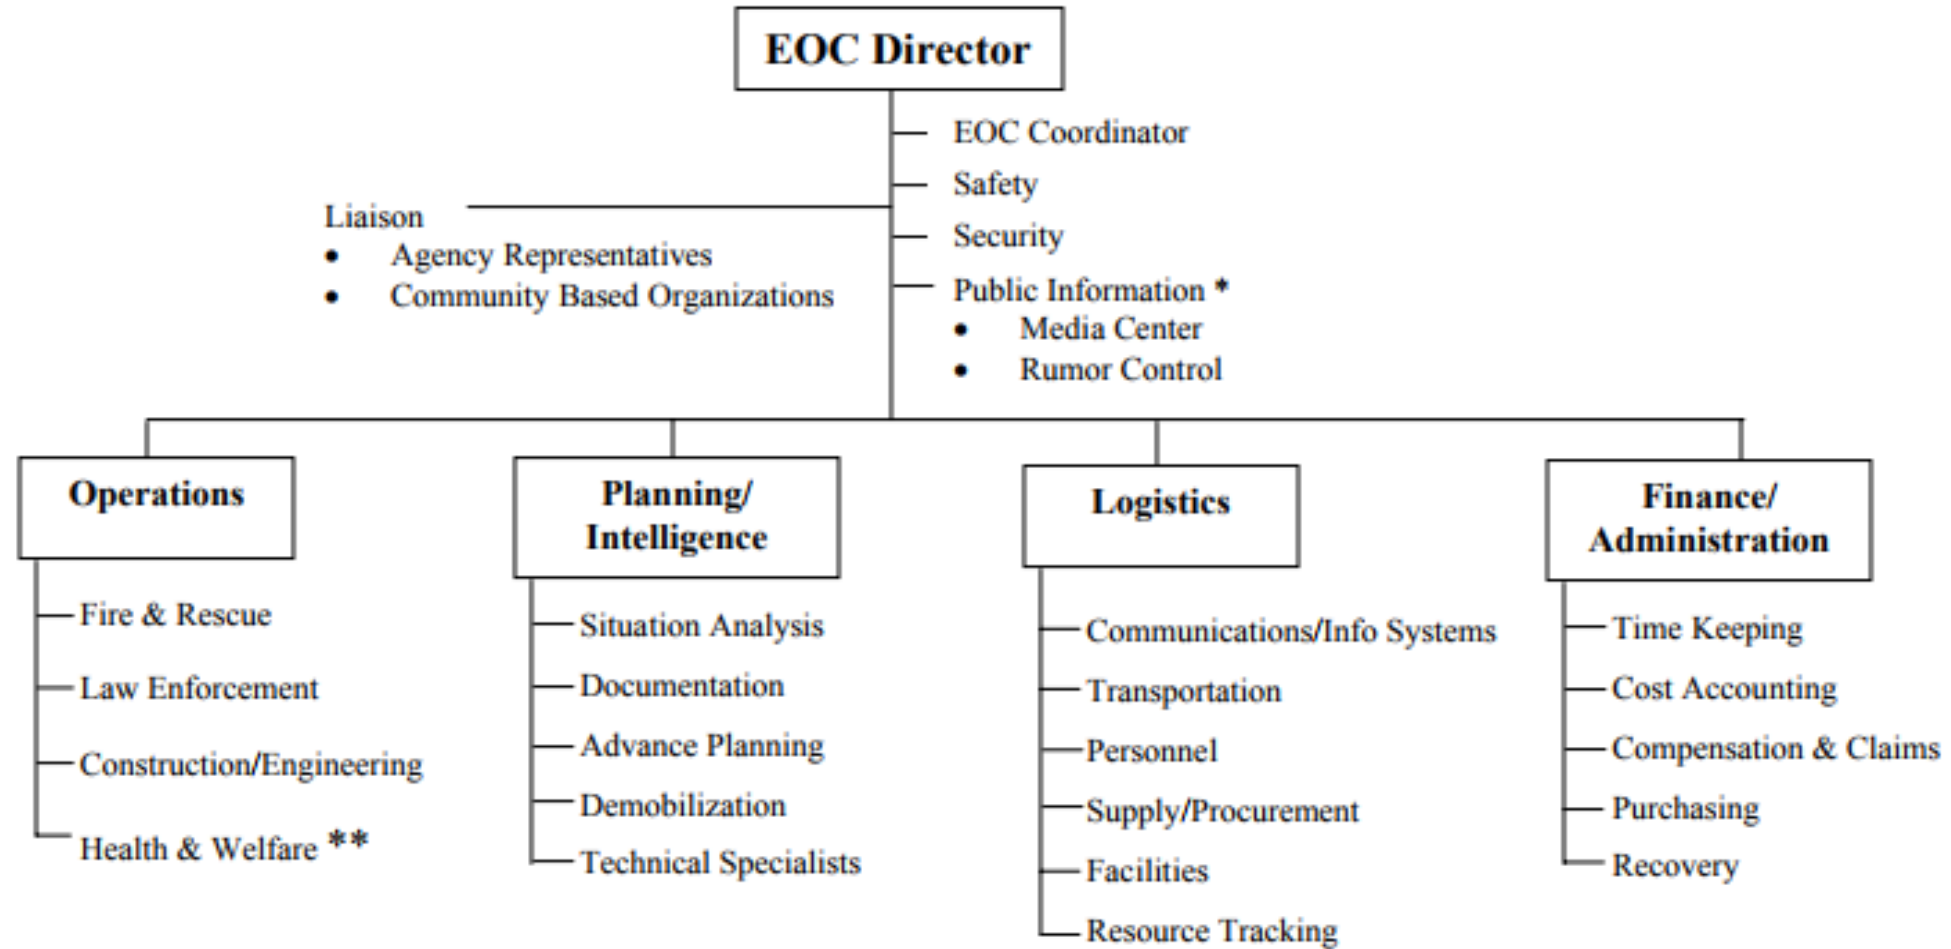 EOC Director
EOC Coordinator
Safety
Security
Public Information *
• Media Center
• Rumor Control
Liaison
• Agency Representatives
• Community Based Organizations
Operations
Fire & Rescue
Law Enforcement
Construction/Engineering
Health & Welfare **
Planning/
Intelligence
Situation Analysis
Documentation
Advance Planning
Demobilization
Technical Specialists
Logistics
Communications/Info Systems
Transportation
Personnel
Supply/Procurement
Facilities
Resource Tracking
Finance/
Administration
Time Keeping
Cost Accounting
Compensation & Claims
Purchasing
Recovery